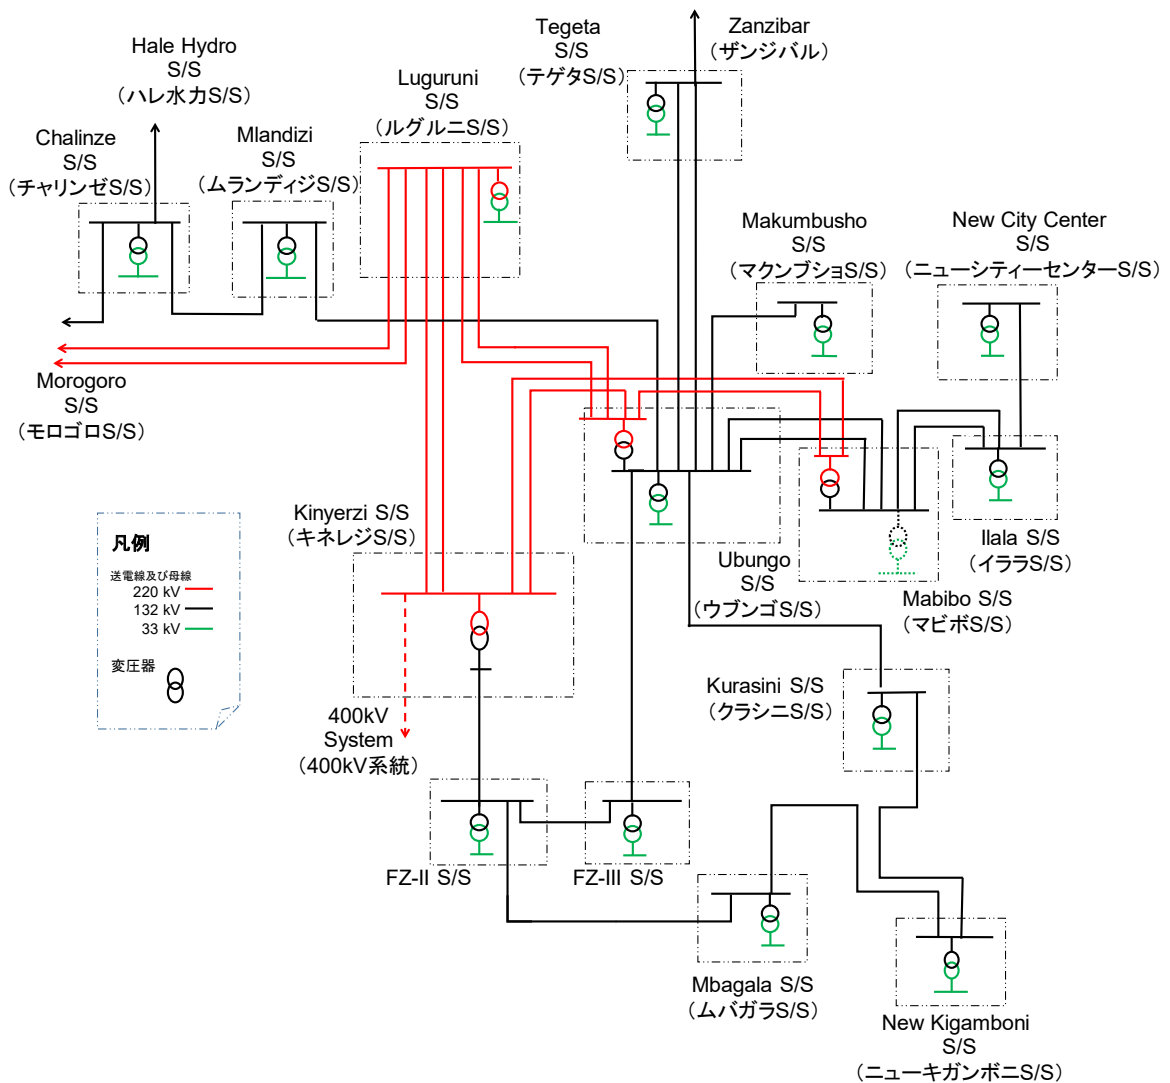 Tegeta
S/S
(テゲタS/S)
Zanzibar
(ザンジバル)
Hale Hydro
S/S
(ハレ水力S/S)
Luguruni
S/S
(ルグルニS/S)
Chalinze
S/S
(チャリンゼS/S)
Mlandizi
S/S
(ムランディジS/S)
Makumbusho
S/S
(マクンブショS/S)
New City Center
S/S
(ニューシティーセンターS/S)
Morogoro
S/S
(モロゴロS/S)
Kinyerzi S/S
(キネレジS/S)
Ubungo
S/S
(ウブンゴS/S)
Ilala S/S
(イララS/S)
Mabibo S/S
(マビボS/S)
凡例
送電線及び母線
220 kV
132 kV
33 kV
変圧器
Kurasini S/S
(クラシニS/S)
400kV
System
(400kV系統)
FZ-II S/S
FZ-III S/S
Mbagala S/S
(ムバガラS/S)
New Kigamboni
S/S
(ニューキガンボニS/S)